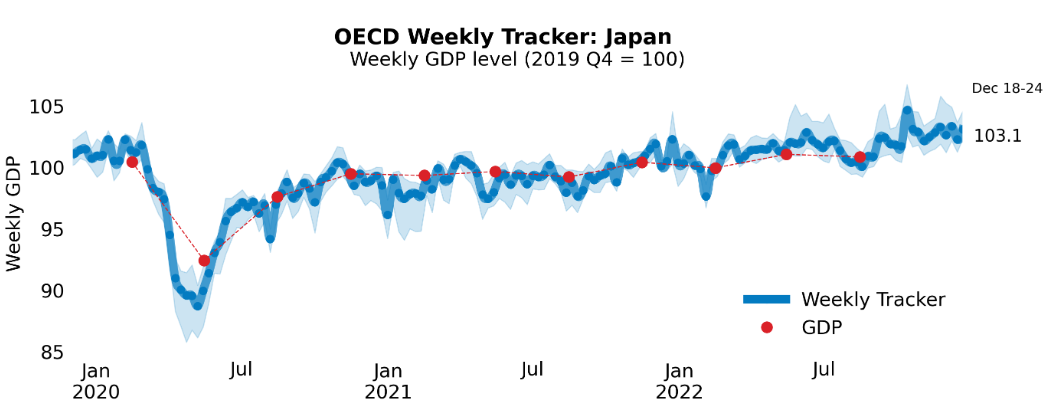 OECD Weekly Tracker: Japan
Weekly GDP level (2019 Q4 = 100)
Dec 18-24
103.1
Weekly GDP
105
100
95
90
85
Weekly Tracker
GDP
Jan Jul Jan Jul Jan Jul
2020 2021 2022